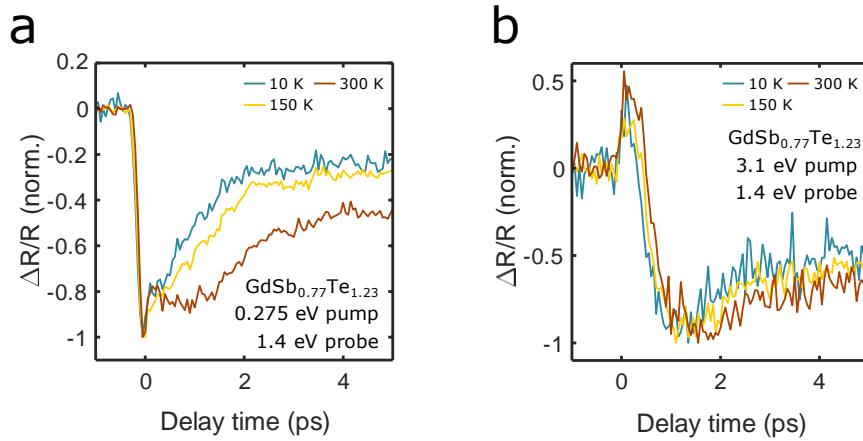 a
0.2
0
-0.2
-0.4
-0.6
-0.8
-1
ΔR/R (norm.)
10 K
300 K
150 K
GdSb0.77Te1.23
0.275 eV pump
1.4 eV probe
0
2
4
Delay time (ps)
b
0.5
0
-0.5
-1
ΔR/R (norm.)
10 K
300 K
150 K
GdSb0.77Te1.23
3.1 eV pump
1.4 eV probe
0
2
4
Delay time (ps)